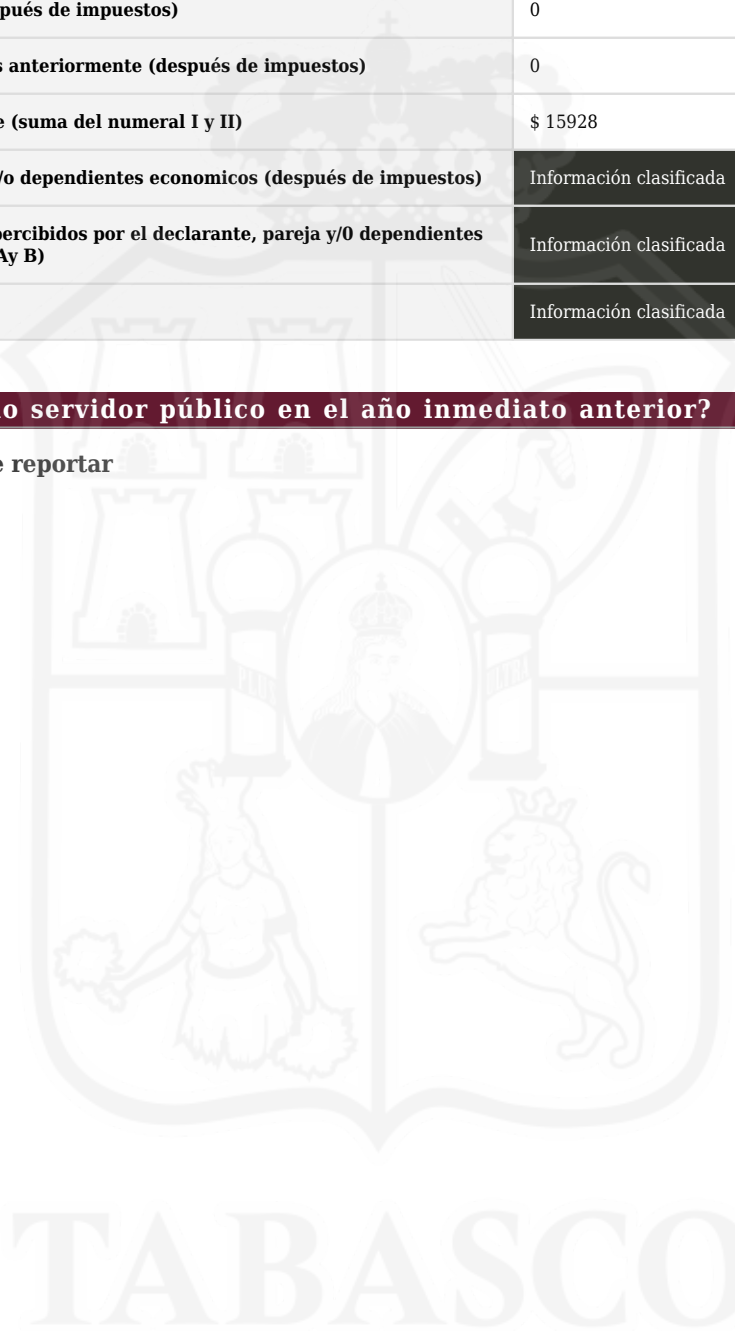 pués de impuestos)
0
s anteriormente (después de impuestos)
0
e (suma del numeral I y II)
$ 15928
/o dependientes economicos (después de impuestos)
Información clasificada
percibidos por el declarante, pareja y/0 dependientes
Ay B)
Información clasificada
Información clasificada
o servidor público en el año inmediato anterior?
e reportar
PLUS
ULTRA
TABASCO